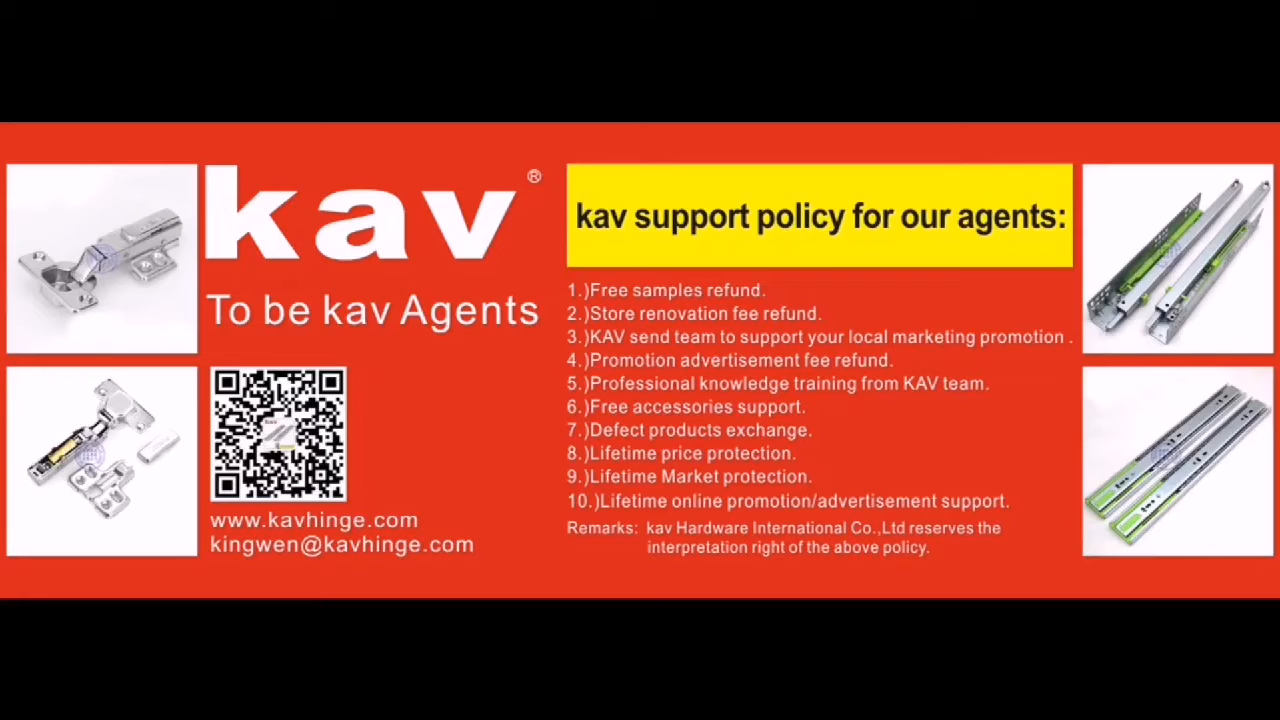 kav®
To be kav Agents
www.kavhinge.com
kingwen@kavhinge.com
kav support policy for our agents:
1.)Free samples refund.
2.)Store renovation fee refund.
3.)KAV send team to support your local marketing promotion .
4.)Promotion advertisement fee refund.
5.)Professional knowledge training from KAV team.
6.)Free accessories support.
7.)Defect products exchange.
8.)Lifetime price protection.
9.)Lifetime Market protection.
10.)Lifetime online promotion/advertisement support.
Remarks: kav Hardware International Co.,Ltd reserves the
interpretation right of the above policy.